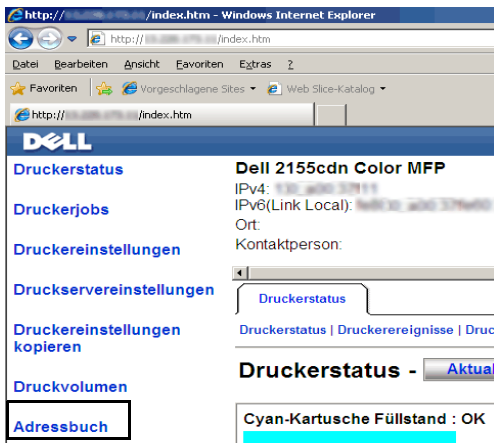 http:// /index.htm - Windows Internet Explorer
http:// /index.htm
Datei Bearbeiten Ansicht Favoriten Extras ?
Favoriten Vorgeschlagene Sites Web Slice-Katalog
http:// /index.htm
DELL
Druckerstatus
Druckerjobs
Druckereinstellungen
Druckservereinstellungen
Druckereinstellungen
kopieren
Druckvolumen
Adressbuch
Dell 2155cdn Color MFP
IPv4:
IPv6(Link Local):
Ort:
Kontaktperson:
Druckerstatus
Druckerstatus | Druckerereignisse | Druc
Druckerstatus - Aktual
Cyan-Kartusche Füllstand : OK